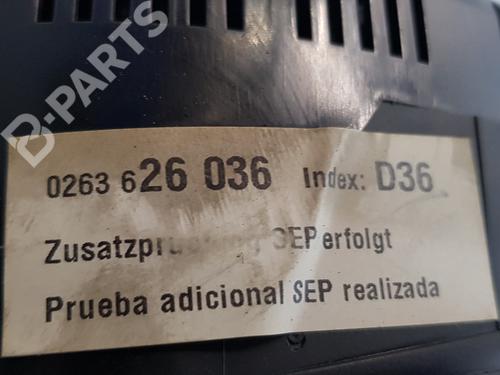 B-PARTS
0263 626 036 Index: D36
SEP erfolgt
Prueba adicional SEP realizada